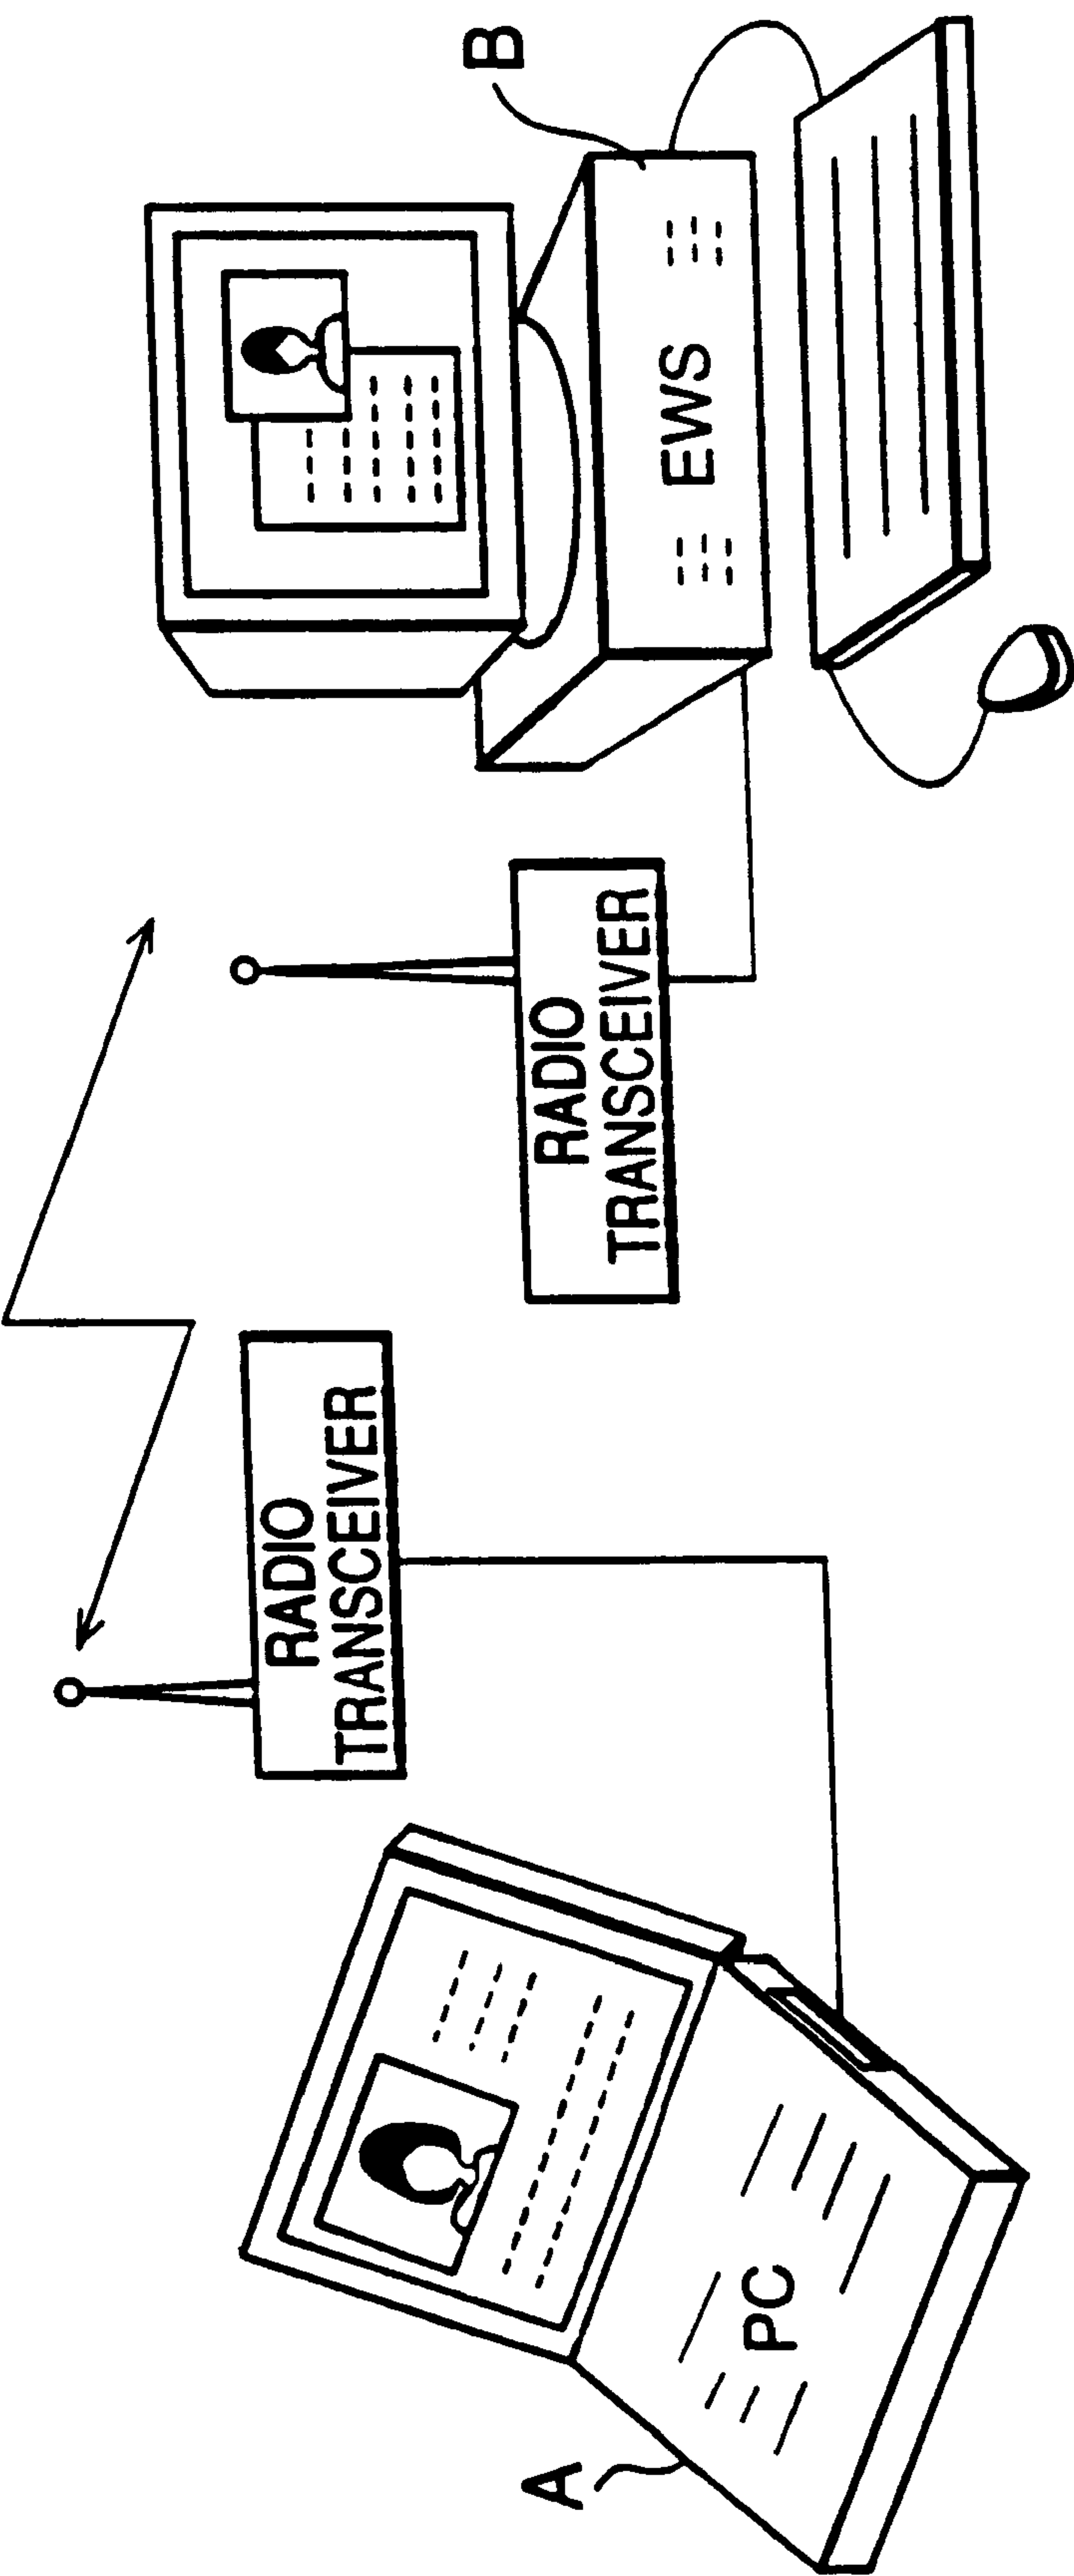 A
PC
RADIO
TRANSCEIVER
RADIO
TRANSCEIVER
EWS
B